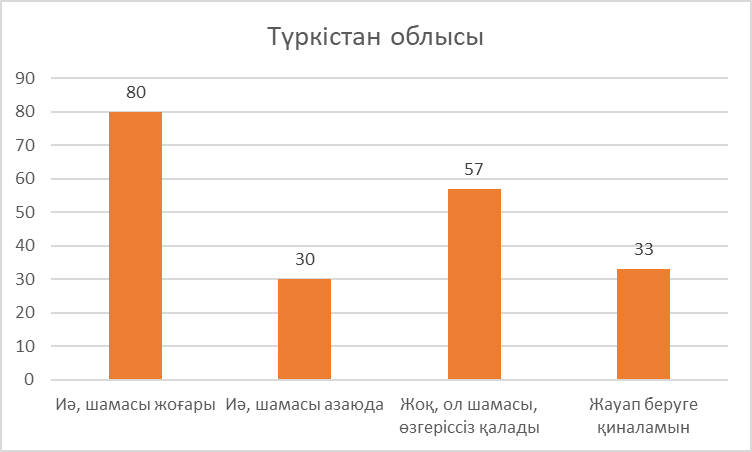 Түркістан облысы
90
80
70
60
50
40
30
20
10
0
80
30
57
33
Иә, шамасы жоғары
Иә, шамасы азаюда
Жоқ, ол шамасы,
өзгеріссіз қалады
Жауап беруге
қиналамын